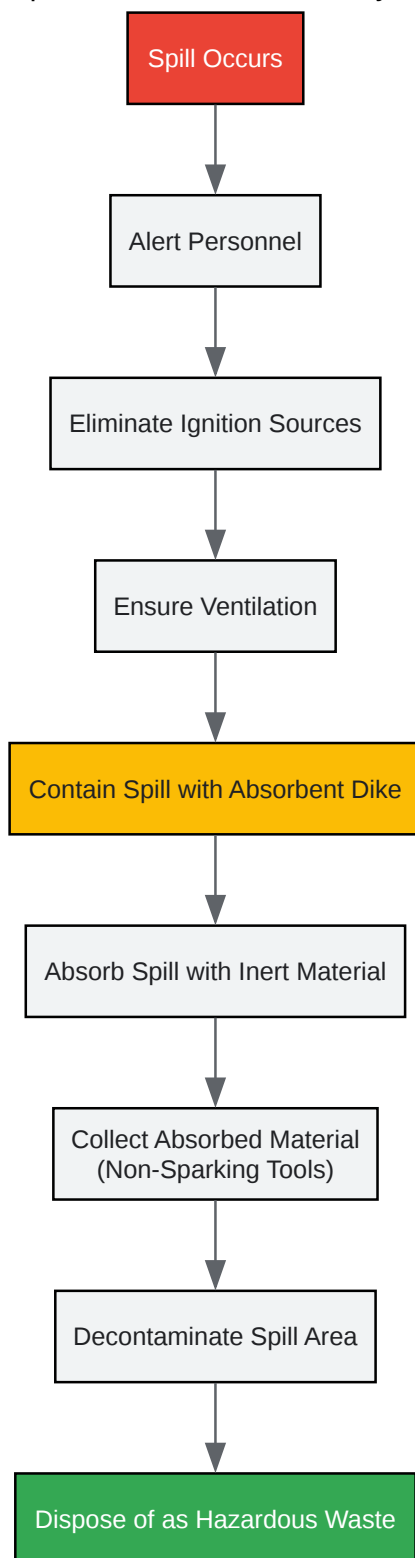 Spill Occurs
Alert Personnel
Eliminate Ignition Sources
Ensure Ventilation
Contain Spill with Absorbent Dike
Absorb Spill with Inert Material
Collect Absorbed Material
(Non-Sparking Tools)
Decontaminate Spill Area
Dispose of as Hazardous Waste